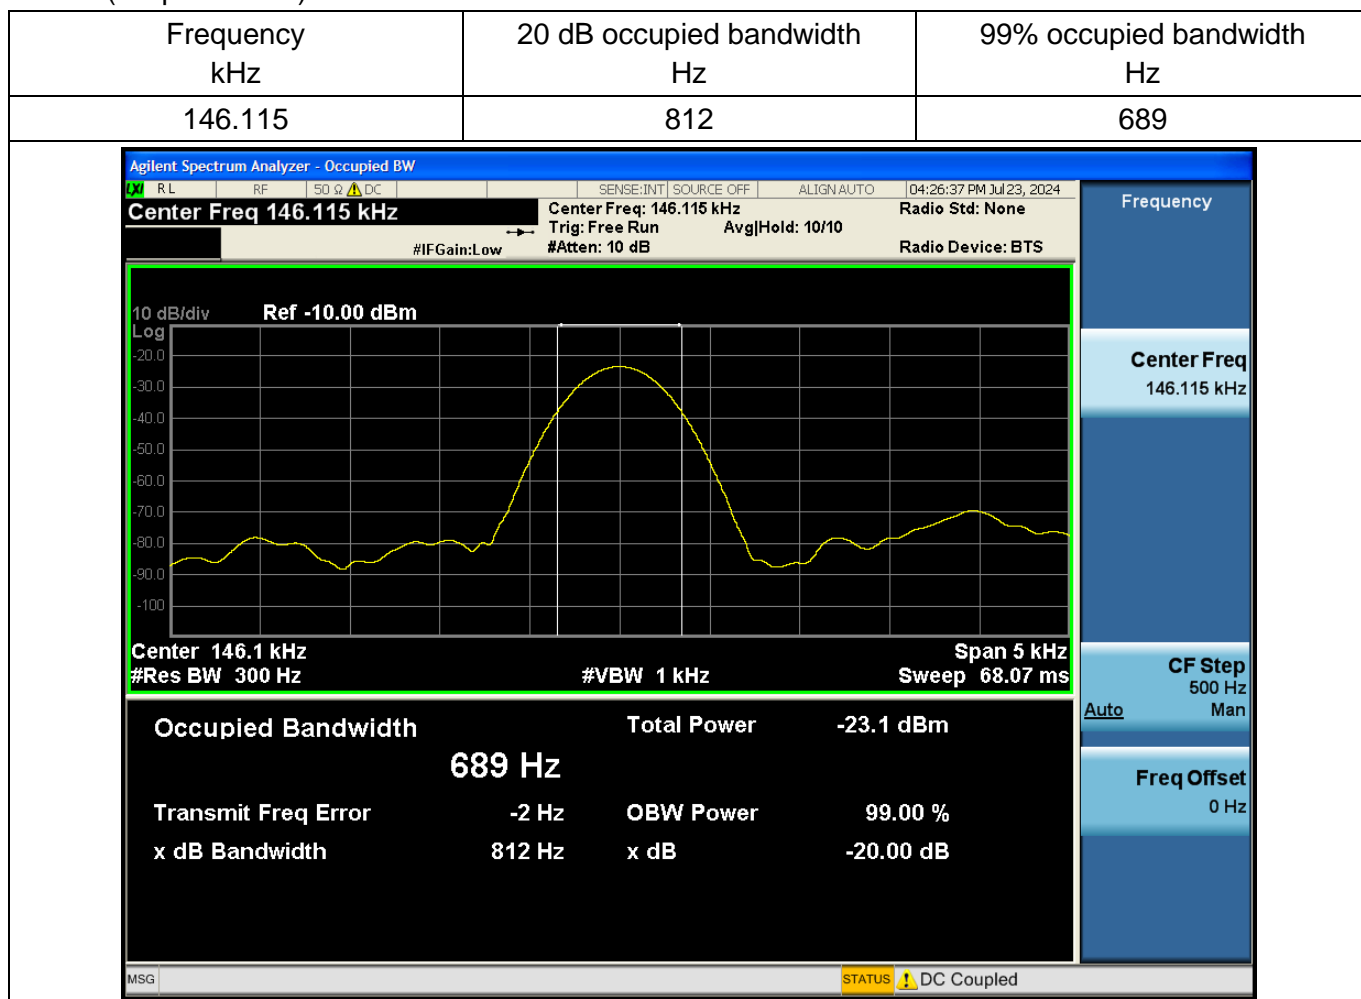 Frequency 20 dB occupied bandwidth 99% occupied bandwidth
kHz Hz Hz
146.115 812 689
Agilent Spectrum Analyzer - Occupied BW
LXI RL RF 50 Ω DC SENSE:INT SOURCE OFF ALIGN AUTO 04:26:37 PM Jul 23, 2024
Center Freq 146.115 kHz Center Freq: 146.115 kHz Radio Std: None
Trig: Free Run Avg|Hold: 10/10
#IFGain:Low #Atten: 10 dB Radio Device: BTS
Frequency
10 dB/div Ref -10.00 dBm
Log
-20.0
-30.0
-40.0
-50.0
-60.0
-70.0
-80.0
-90.0
-100
Center 146.1 kHz Span 5 kHz
#Res BW 300 Hz #VBW 1 kHz Sweep 68.07 ms
Occupied Bandwidth Total Power -23.1 dBm
689 Hz
Transmit Freq Error -2 Hz OBW Power 99.00 %
x dB Bandwidth 812 Hz x dB -20.00 dB
Center Freq
146.115 kHz
CF Step
500 Hz
Auto Man
Freq Offset
0 Hz
MSG STATUS DC Coupled